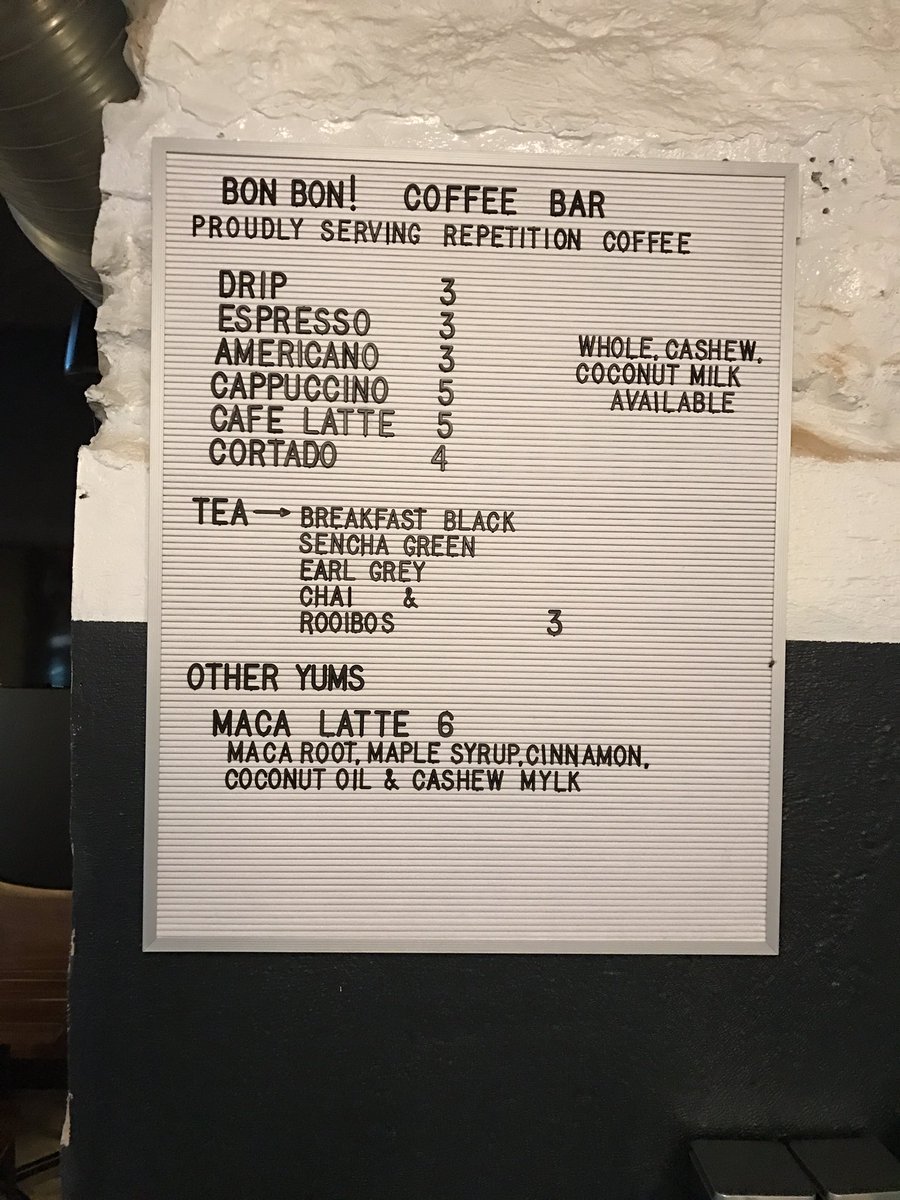 BON BON! COFFEE BAR
PROUDLY SERVING REPETITION COFFEE
DRIP 3
ESPRESSO 3
AMERICANO 3
CAPPUCCINO 5
CAFE LATTE 5
CORTADO 4
WHOLE, CASHEW,
COCONUT MILK
AVAILABLE
TEA → BREAKFAST BLACK
SENCHA GREEN
EARL GREY
CHAI &
ROOIBOS 3
OTHER YUMS
MACA LATTE 6
MACA ROOT, MAPLE SYRUP, CINNAMON,
COCONUT OIL & CASHEW MYLK